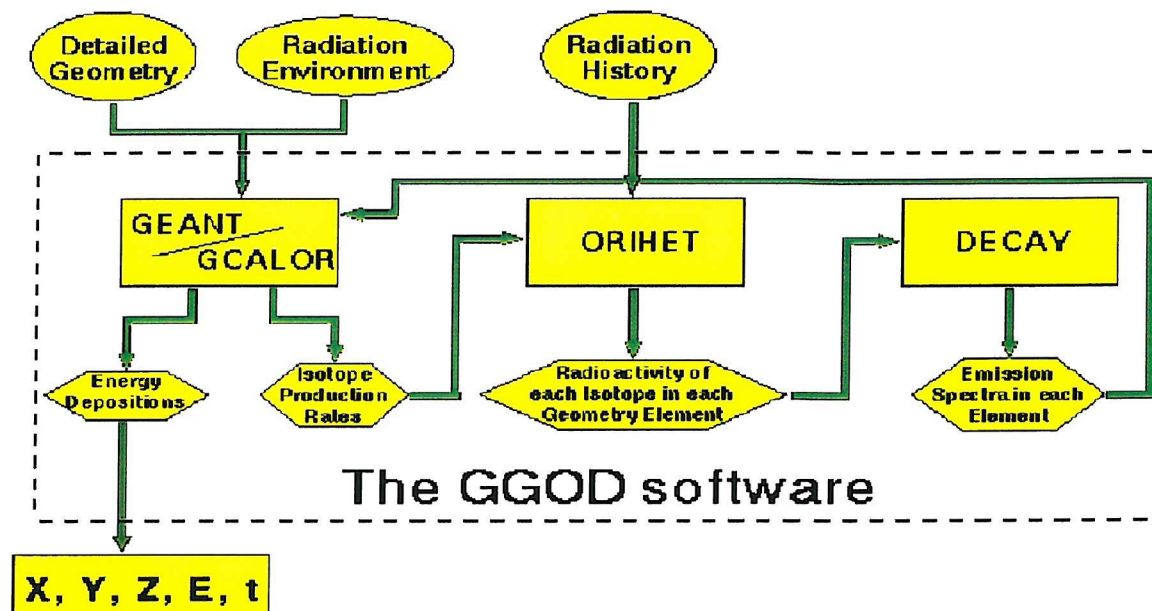 Detailed
Geometry
Radiation
Environment
Radiation
History
GEANT
GCALOR
ORIHET
DECAY
Energy
Depositions
Isotope
Production
Rates
Radioactivity of
each Isotope in each
Geometry Element
Emission
Spectra in each
Element
The GGOD software
X, Y, Z, E, t